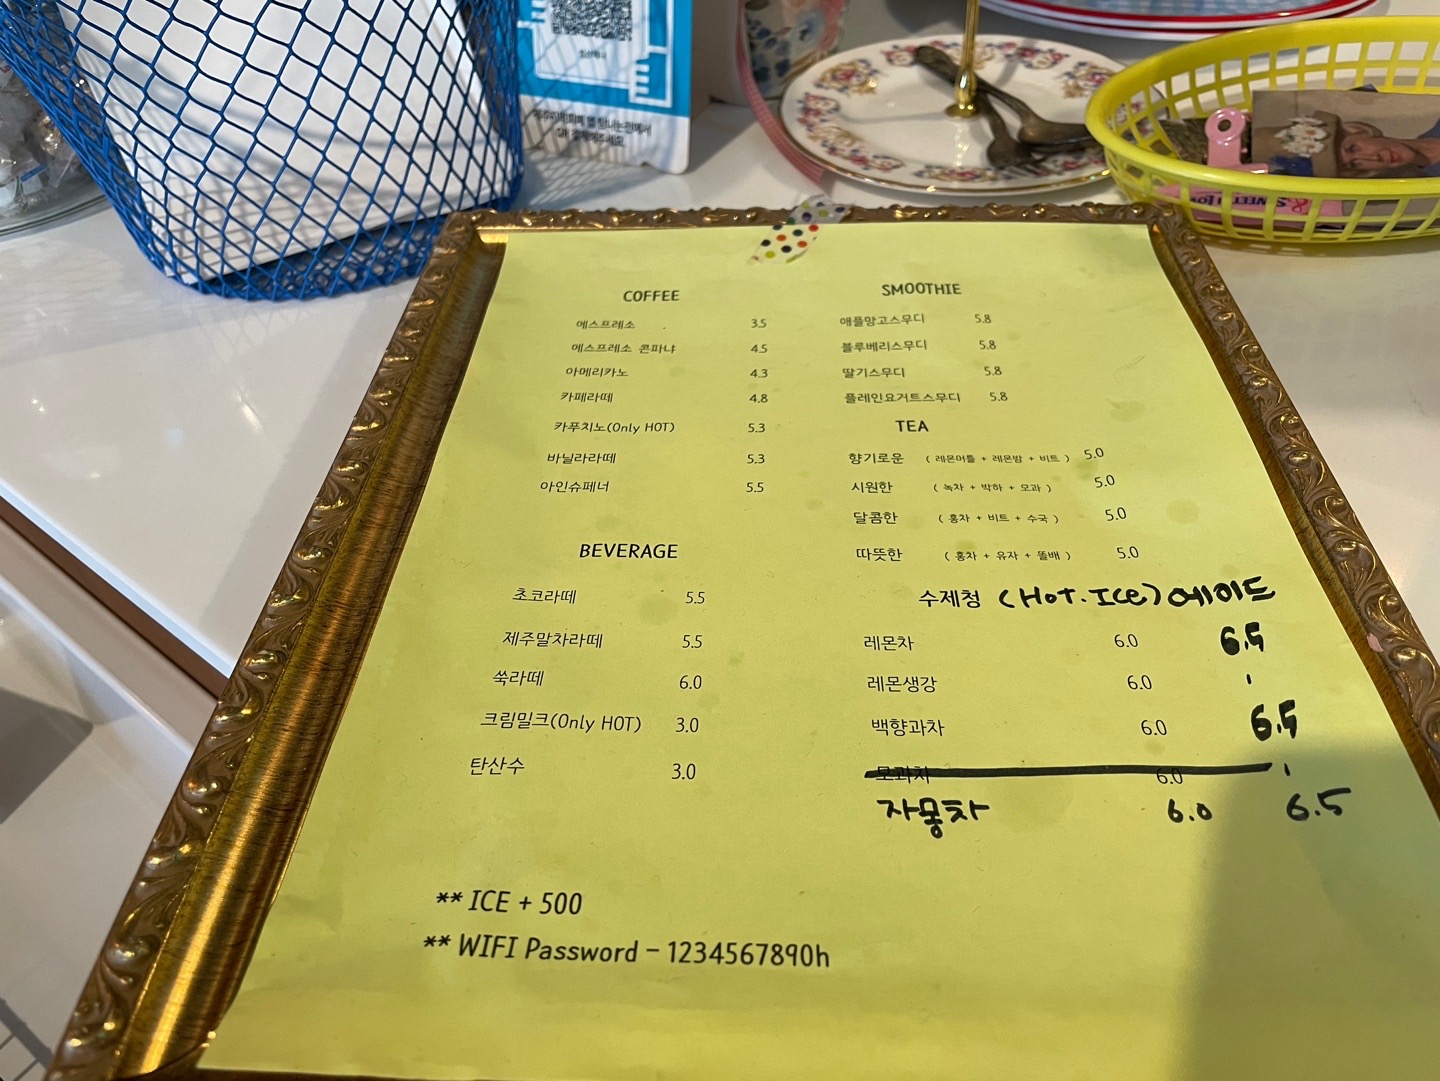 COFFEE
에스프레소 3.5
에스프레소 콘파냐 4.5
아메리카노 4.3
카페라떼 4.8
카푸치노(Only HOT) 5.3
바닐라라떼 5.3
아인슈페너 5.5
BEVERAGE
초코라떼 5.5
제주말차라떼 5.5
쑥라떼 6.0
크림밀크(Only HOT) 3.0
탄산수 3.0
SMOOTHIE
애플망고스무디 5.8
블루베리스무디 5.8
딸기스무디 5.8
플레인요거트스무디 5.8
TEA
향기로운 ( 레몬머틀 + 레몬밤 + 비트 ) 5.0
시원한 ( 녹차 + 박하 + 모과 ) 5.0
달콤한 ( 홍차 + 비트 + 수국 ) 5.0
따뜻한 ( 홍차 + 유자 + 돌배 ) 5.0
수제청 (HOT.ICE) 에이드
레몬차 6.0 6.5
레몬생강 6.0
백향과차 6.0 6.5
모과차 6.0
자몽차 6.0 6.5
** ICE + 500
** WIFI Password - 1234567890h